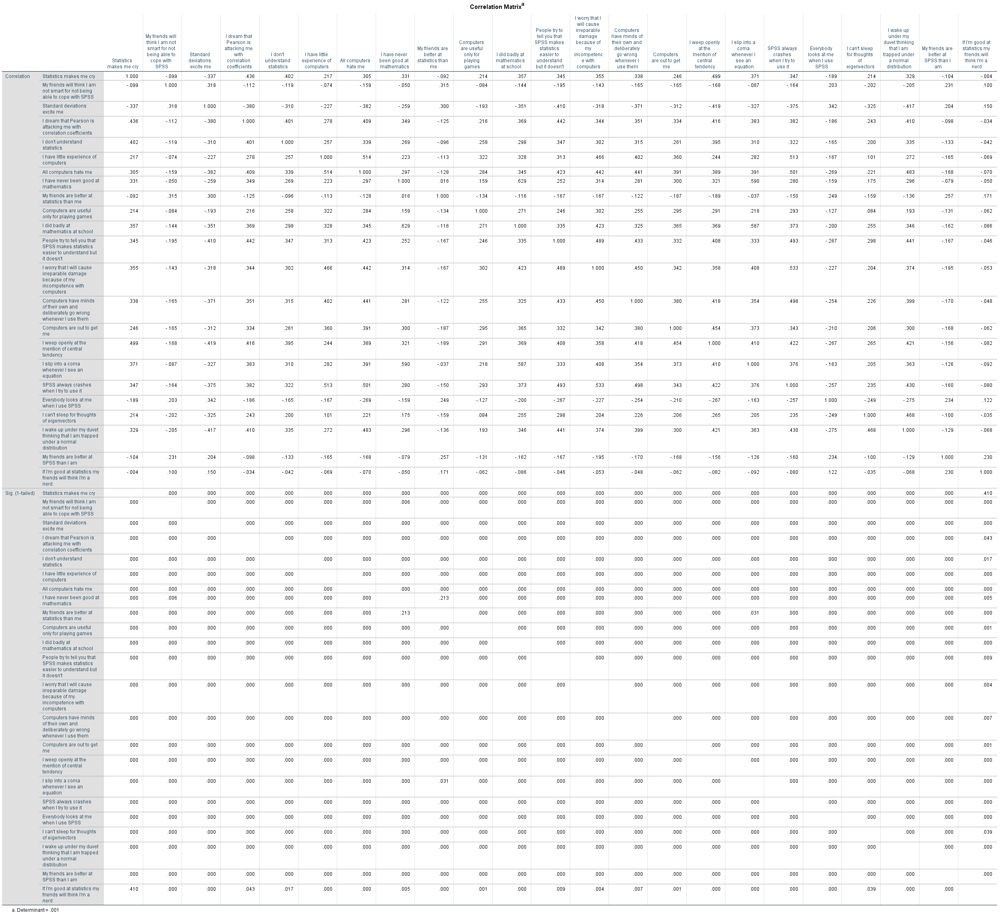 Correlation Matrixa
Statistics
makes me cry
My friends will
think I am not
smart for not
being able to
cope with
SPSS
Standard
deviations
excite me
I dream that
Pearson is
attacking me
with
correlation
coefficients
I don't
understand
statistics
I have little
experience of
computers
All computers
hate me
I have never
been good at
mathematics
My friends are
better at
statistics than
me
Computers
are useful
only for
playing
games
I did badly at
mathematics
at school
People try to
tell you that
SPSS makes
statistics
easier to
understand
but it doesn't
I worry that I
will cause
irreparable
damage
because of
my
incompetenc
e with
computers
Computers
have minds of
their own and
deliberately
go wrong
whenever I
use them
Computers
are out to get
me
I weep openly
at the
mention of
central
tendency
I slip into a
coma
whenever I
see an
equation
SPSS always
crashes
when I try to
use it
Everybody
looks at me
when I use
SPSS
I can't sleep
for thoughts
of
eigenvectors
I wake up
under my
duvet thinking
that I am
trapped under
a normal
distribution
My friends are
better at
SPSS than I
am
If I'm good at
statistics my
friends will
think I'm a
nerd
Correlation Statistics makes me cry 1.000 -.099 -.337 .436 .402 .217 .305 .331 -.092 .214 .357 .345 .355 .338 .246 .499 .371 .347 -.189 .214 .329 -.104 -.004
My friends will think I am -.099 1.000 .318 -.112 -.119 -.074 -.159 -.050 .315 -.084 -.144 -.195 -.143 -.165 -.165 -.168 -.087 -.164 .203 -.202 -.205 .231 .100
not smart for not being
able to cope with SPSS
Standard deviations -.337 .318 1.000 -.380 -.310 -.227 -.382 -.259 .300 -.193 -.351 -.410 -.318 -.371 -.312 -.419 -.327 -.375 .342 -.325 -.417 .204 .150
excite me
I dream that Pearson is .436 -.112 -.380 1.000 .401 .278 .409 .349 -.125 .216 .369 .442 .344 .351 .334 .416 .383 .382 -.186 .243 .410 -.098 -.034
attacking me with
correlation coefficients
I don't understand .402 -.119 -.310 .401 1.000 .257 .339 .269 -.096 .258 .298 .347 .302 .315 .261 .395 .310 .322 -.165 .200 .335 -.133 -.042
statistics
I have little experience of .217 -.074 -.227 .278 .257 1.000 .514 .223 -.113 .322 .328 .313 .466 .402 .360 .244 .282 .513 -.167 .101 .272 -.165 -.069
computers
All computers hate me .305 -.159 -.382 .409 .339 .514 1.000 .297 -.128 .284 .345 .423 .442 .441 .391 .389 .391 .501 -.269 .221 .483 -.168 -.070
I have never been good at .331 -.050 -.259 .349 .269 .223 .297 1.000 .016 .159 .629 .252 .314 .281 .300 .321 .590 .280 -.159 .175 .296 -.079 -.050
mathematics
My friends are better at -.092 .315 .300 -.125 -.096 -.113 -.128 .016 1.000 -.134 -.116 -.167 -.167 -.122 -.187 -.189 -.037 -.150 .249 -.159 -.136 .257 .171
statistics than me
Computers are useful .214 -.084 -.193 .216 .258 .322 .284 .159 -.134 1.000 .271 .246 .302 .255 .295 .291 .218 .293 -.127 .084 .193 -.131 -.062
only for playing games
I did badly at .357 -.144 -.351 .369 .298 .328 .345 .629 -.116 .271 1.000 .335 .423 .325 .365 .369 .587 .373 -.200 .255 .346 -.162 -.086
mathematics at school
People try to tell you that .345 -.195 -.410 .442 .347 .313 .423 .252 -.167 .246 .335 1.000 .489 .433 .332 .408 .333 .493 -.267 .298 .441 -.167 -.046
SPSS makes statistics
easier to understand but
it doesn't
I worry that I will cause .355 -.143 -.318 .344 .302 .466 .442 .314 -.167 .302 .423 .489 1.000 .450 .342 .358 .408 .533 -.227 .204 .374 -.195 -.053
irreparable damage
because of my
incompetence with
computers
Computers have minds .338 -.165 -.371 .351 .315 .402 .441 .281 -.122 .255 .325 .433 .450 1.000 .380 .418 .354 .498 -.254 .226 .399 -.170 -.048
of their own and
deliberately go wrong
whenever I use them
Computers are out to get .246 -.165 -.312 .334 .261 .360 .391 .300 -.187 .295 .365 .332 .342 .380 1.000 .454 .373 .343 -.210 .206 .300 -.168 -.062
me
I weep openly at the .499 -.168 -.419 .416 .395 .244 .389 .321 -.189 .291 .369 .408 .358 .418 .454 1.000 .410 .422 -.267 .265 .421 -.156 -.082
mention of central
tendency
I slip into a coma .371 -.087 -.327 .383 .310 .282 .391 .590 -.037 .218 .587 .333 .408 .354 .373 .410 1.000 .376 -.163 .205 .363 -.126 -.092
whenever I see an
equation
SPSS always crashes .347 -.164 -.375 .382 .322 .513 .501 .280 -.150 .293 .373 .493 .533 .498 .343 .422 .376 1.000 -.257 .235 .430 -.160 -.080
when I try to use it
Everybody looks at me -.189 .203 .342 -.186 -.165 -.167 -.269 -.159 .249 -.127 -.200 -.267 -.227 -.254 -.210 -.267 -.163 -.257 1.000 -.249 -.275 .234 .122
when I use SPSS
I can't sleep for thoughts .214 -.202 -.325 .243 .200 .101 .221 .175 -.159 .084 .255 .298 .204 .226 .206 .265 .205 .235 -.249 1.000 .468 -.100 -.035
of eigenvectors
I wake up under my duvet .329 -.205 -.417 .410 .335 .272 .483 .296 -.136 .193 .346 .441 .374 .399 .300 .421 .363 .430 -.275 .468 1.000 -.129 -.068
thinking that I am trapped
under a normal
distribution
My friends are better at -.104 .231 .204 -.098 -.133 -.165 -.168 -.079 .257 -.131 -.162 -.167 -.195 -.170 -.168 -.156 -.126 -.160 .234 -.100 -.129 1.000 .230
SPSS than I am
If I'm good at statistics my -.004 .100 .150 -.034 -.042 -.069 -.070 -.050 .171 -.062 -.086 -.046 -.053 -.048 -.062 -.082 -.092 -.080 .122 -.035 -.068 .230 1.000
friends will think I'm a
nerd
Sig. (1-tailed) Statistics makes me cry .000 .000 .000 .000 .000 .000 .000 .000 .000 .000 .000 .000 .000 .000 .000 .000 .000 .000 .000 .000 .000 .410
My friends will think I am .000 .000 .000 .000 .000 .000 .006 .000 .000 .000 .000 .000 .000 .000 .000 .000 .000 .000 .000 .000 .000 .000
not smart for not being
able to cope with SPSS
Standard deviations .000 .000 .000 .000 .000 .000 .000 .000 .000 .000 .000 .000 .000 .000 .000 .000 .000 .000 .000 .000 .000 .000
excite me
I dream that Pearson is .000 .000 .000 .000 .000 .000 .000 .000 .000 .000 .000 .000 .000 .000 .000 .000 .000 .000 .000 .000 .000 .043
attacking me with
correlation coefficients
I don't understand .000 .000 .000 .000 .000 .000 .000 .000 .000 .000 .000 .000 .000 .000 .000 .000 .000 .000 .000 .000 .000 .017
statistics
I have little experience of .000 .000 .000 .000 .000 .000 .000 .000 .000 .000 .000 .000 .000 .000 .000 .000 .000 .000 .000 .000 .000 .000
computers
All computers hate me .000 .000 .000 .000 .000 .000 .000 .000 .000 .000 .000 .000 .000 .000 .000 .000 .000 .000 .000 .000 .000 .000
I have never been good at .000 .006 .000 .000 .000 .000 .000 .213 .000 .000 .000 .000 .000 .000 .000 .000 .000 .000 .000 .000 .000 .005
mathematics
My friends are better at .000 .000 .000 .000 .000 .000 .000 .213 .000 .000 .000 .000 .000 .000 .000 .031 .000 .000 .000 .000 .000 .000
statistics than me
Computers are useful .000 .000 .000 .000 .000 .000 .000 .000 .000 .000 .000 .000 .000 .000 .000 .000 .000 .000 .000 .000 .000 .001
only for playing games
I did badly at .000 .000 .000 .000 .000 .000 .000 .000 .000 .000 .000 .000 .000 .000 .000 .000 .000 .000 .000 .000 .000 .000
mathematics at school
People try to tell you that .000 .000 .000 .000 .000 .000 .000 .000 .000 .000 .000 .000 .000 .000 .000 .000 .000 .000 .000 .000 .000 .009
SPSS makes statistics
easier to understand but
it doesn't
I worry that I will cause .000 .000 .000 .000 .000 .000 .000 .000 .000 .000 .000 .000 .000 .000 .000 .000 .000 .000 .000 .000 .000 .004
irreparable damage
because of my
incompetence with
computers
Computers have minds .000 .000 .000 .000 .000 .000 .000 .000 .000 .000 .000 .000 .000 .000 .000 .000 .000 .000 .000 .000 .000 .007
of their own and
deliberately go wrong
whenever I use them
Computers are out to get .000 .000 .000 .000 .000 .000 .000 .000 .000 .000 .000 .000 .000 .000 .000 .000 .000 .000 .000 .000 .000 .001
me
I weep openly at the .000 .000 .000 .000 .000 .000 .000 .000 .000 .000 .000 .000 .000 .000 .000 .000 .000 .000 .000 .000 .000 .000
mention of central
tendency
I slip into a coma .000 .000 .000 .000 .000 .000 .000 .000 .031 .000 .000 .000 .000 .000 .000 .000 .000 .000 .000 .000 .000 .000
whenever I see an
equation
SPSS always crashes .000 .000 .000 .000 .000 .000 .000 .000 .000 .000 .000 .000 .000 .000 .000 .000 .000 .000 .000 .000 .000 .000
when I try to use it
Everybody looks at me .000 .000 .000 .000 .000 .000 .000 .000 .000 .000 .000 .000 .000 .000 .000 .000 .000 .000 .000 .000 .000 .000
when I use SPSS
I can't sleep for thoughts .000 .000 .000 .000 .000 .000 .000 .000 .000 .000 .000 .000 .000 .000 .000 .000 .000 .000 .000 .000 .000 .039
of eigenvectors
I wake up under my duvet .000 .000 .000 .000 .000 .000 .000 .000 .000 .000 .000 .000 .000 .000 .000 .000 .000 .000 .000 .000 .000 .000
thinking that I am trapped
under a normal
distribution
My friends are better at .000 .000 .000 .000 .000 .000 .000 .000 .000 .000 .000 .000 .000 .000 .000 .000 .000 .000 .000 .000 .000 .000
SPSS than I am
If I'm good at statistics my .410 .000 .000 .043 .017 .000 .000 .005 .000 .001 .000 .009 .004 .007 .001 .000 .000 .000 .000 .039 .000 .000
friends will think I'm a
nerd
a. Determinant = .001